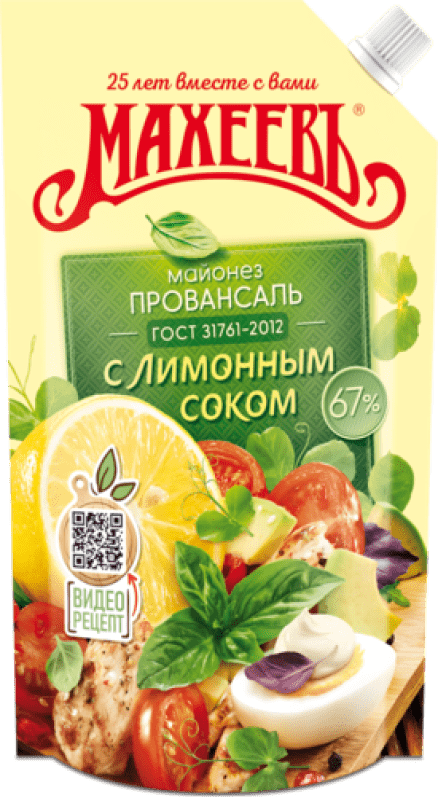 25 лет вместе с вами
МАХЕЕВЪ®
майонез
ПРОВАНСАЛЬ
ГОСТ 31761-2012
с Лимонным
соком
67%
ВИДЕО
РЕЦЕПТ